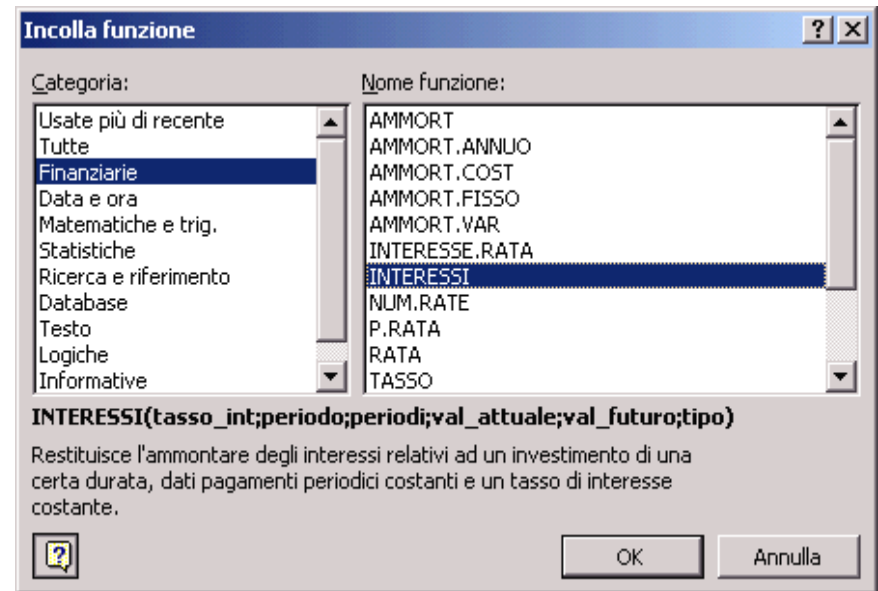 Incolla funzione
Categoria:
Usate più di recente
Tutte
Finanziarie
Data e ora
Matematiche e trig.
Statistiche
Ricerca e riferimento
Database
Testo
Logiche
Informative
Nome funzione:
AMMORT
AMMORT.ANNUO
AMMORT.COST
AMMORT.FISSO
AMMORT.VAR
INTERESSE.RATA
INTERESSI
NUM.RATE
P.RATA
RATA
TASSO
INTERESSI(tasso_int;periodo;periodi;val_attuale;val_futuro;tipo)
Restituisce l'ammontare degli interessi relativi ad un investimento di una
certa durata, dati pagamenti periodici costanti e un tasso di interesse
costante.
OK
Annulla